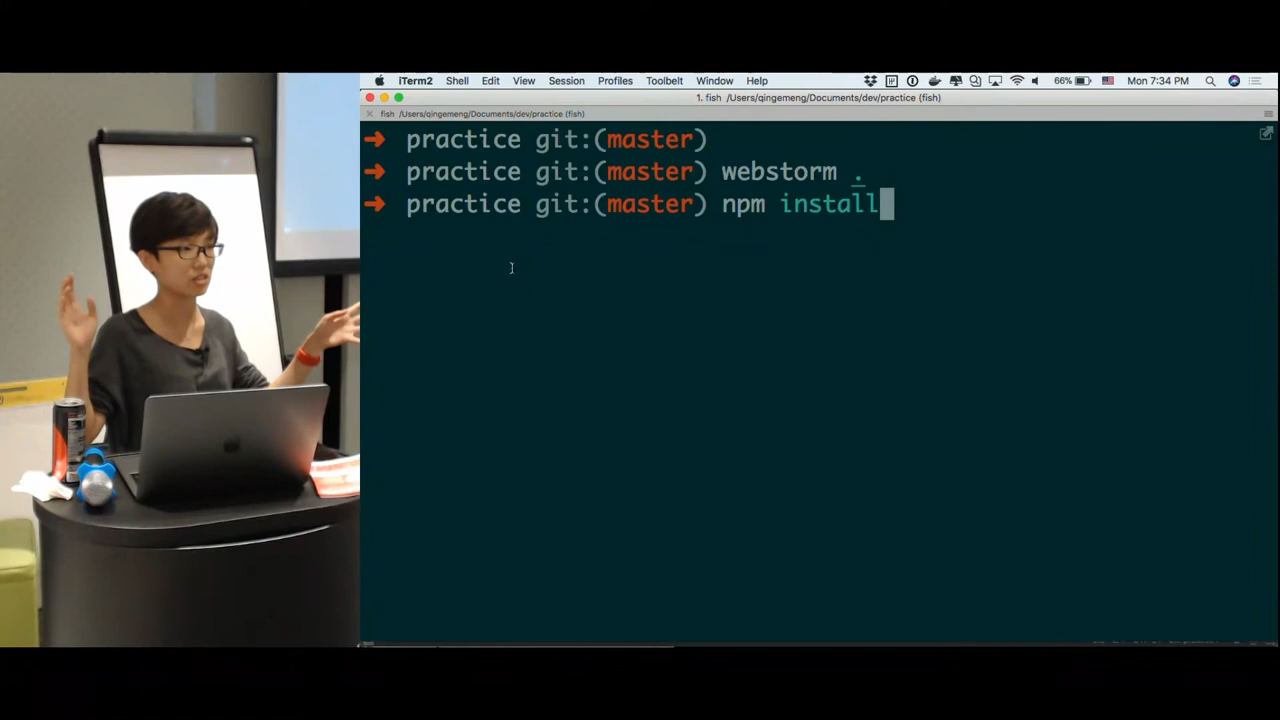 iTerm2 Shell Edit View Session Profiles Toolbelt Window Help 66% Mon 7:34 PM
1. fish /Users/qingemeng/Documents/dev/practice (fish)
fish /Users/qingemeng/Documents/dev/practice (fish)
➜ practice git:(master)
➜ practice git:(master) webstorm .
➜ practice git:(master) npm install